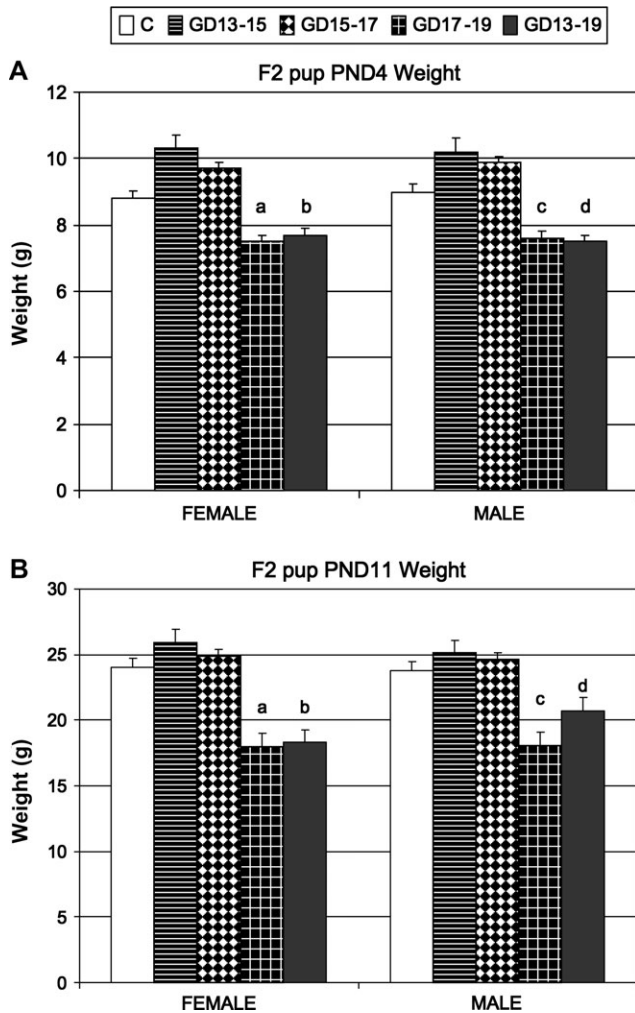 C GD13-15 GD15-17 GD17-19 GD13-19
A
F2 pup PND4 Weight
12
10
8
6
4
2
0
Weight (g)
a b c d
FEMALE MALE
B
F2 pup PND11 Weight
30
25
20
15
10
5
0
Weight (g)
a b c d
FEMALE MALE